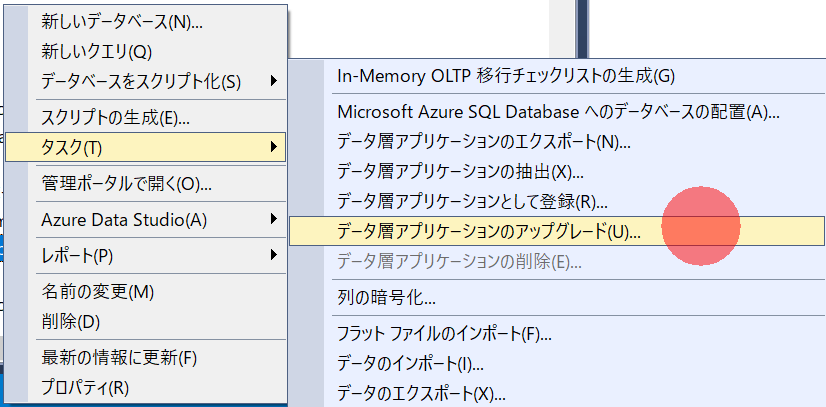 新しいデータベース(N)...
新しいクエリ(Q)
データベースをスクリプト化(S)
スクリプトの生成(E)...
タスク(T)
管理ポータルで開く(O)...
Azure Data Studio(A)
レポート(P)
名前の変更(M)
削除(D)
最新の情報に更新(F)
プロパティ(R)
In-Memory OLTP 移行チェックリストの生成(G)
Microsoft Azure SQL Database へのデータベースの配置(A)...
データ層アプリケーションのエクスポート(N)...
データ層アプリケーションの抽出(X)...
データ層アプリケーションとして登録(R)...
データ層アプリケーションのアップグレード(U)...
データ層アプリケーションの削除(E)...
列の暗号化...
フラット ファイルのインポート(F)...
データのインポート(I)...
データのエクスポート(X)...